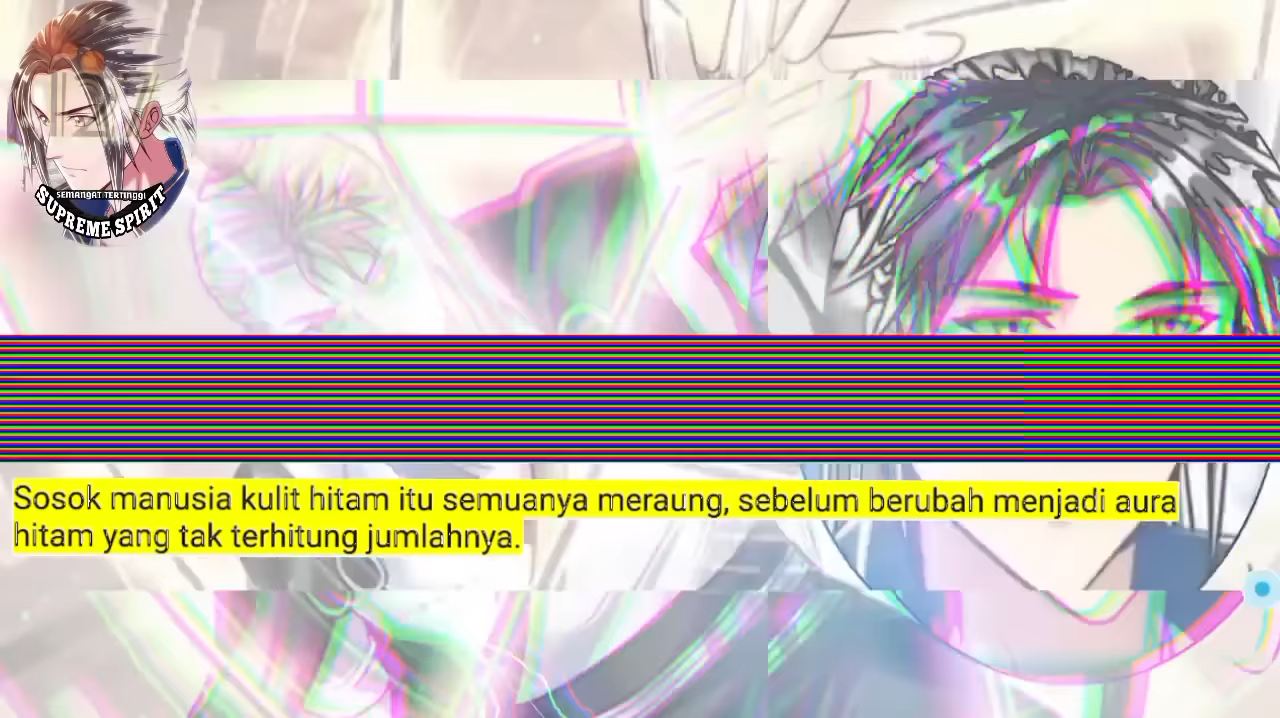 SEMANGAT TERTINGGI
SUPREME SPIRIT
Sosok manusia kulit hitam itu semuanya meraung, sebelum berubah menjadi aura
hitam yang tak terhitung jumlahnya.